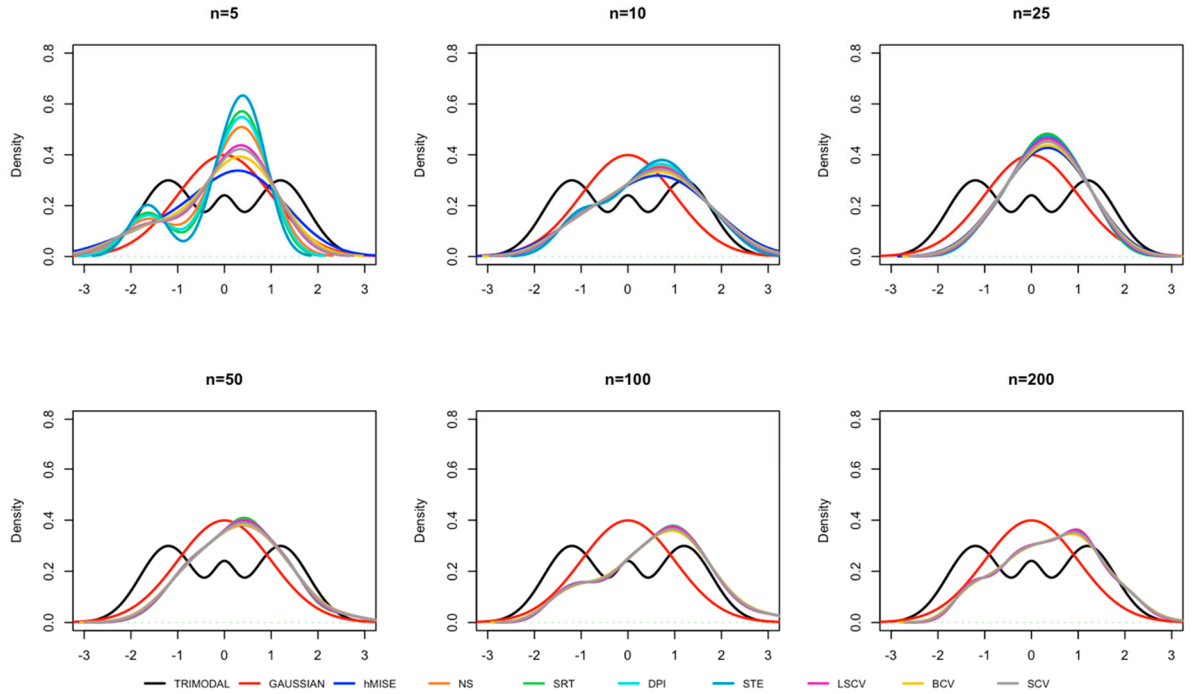 n=5 n=10 n=25
0.8 0.8 0.8
0.6 0.6 0.6
Density Density Density
0.4 0.4 0.4
0.2 0.2 0.2
0.0 0.0 0.0
-3 -2 -1 0 1 2 3 -3 -2 -1 0 1 2 3 -3 -2 -1 0 1 2 3
n=50 n=100 n=200
0.8 0.8 0.8
0.6 0.6 0.6
Density Density Density
0.4 0.4 0.4
0.2 0.2 0.2
0.0 0.0 0.0
-3 -2 -1 0 1 2 3 -3 -2 -1 0 1 2 3 -3 -2 -1 0 1 2 3
TRIMODAL GAUSSIAN hMISE NS SRT DPI STE LSCV BCV SCV